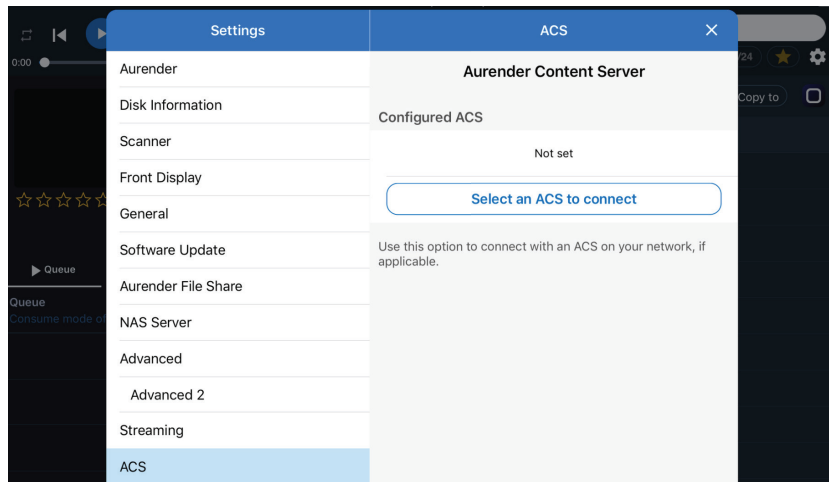 Settings
ACS
0:00
/24
Aurender
Aurender Content Server
Disk Information
Copy to
Configured ACS
Scanner
Not set
Front Display
Select an ACS to connect
General
Software Update
Use this option to connect with an ACS on your network, if
applicable.
Queue
Aurender File Share
Queue
Consume mode of
NAS Server
Advanced
Advanced 2
Streaming
ACS